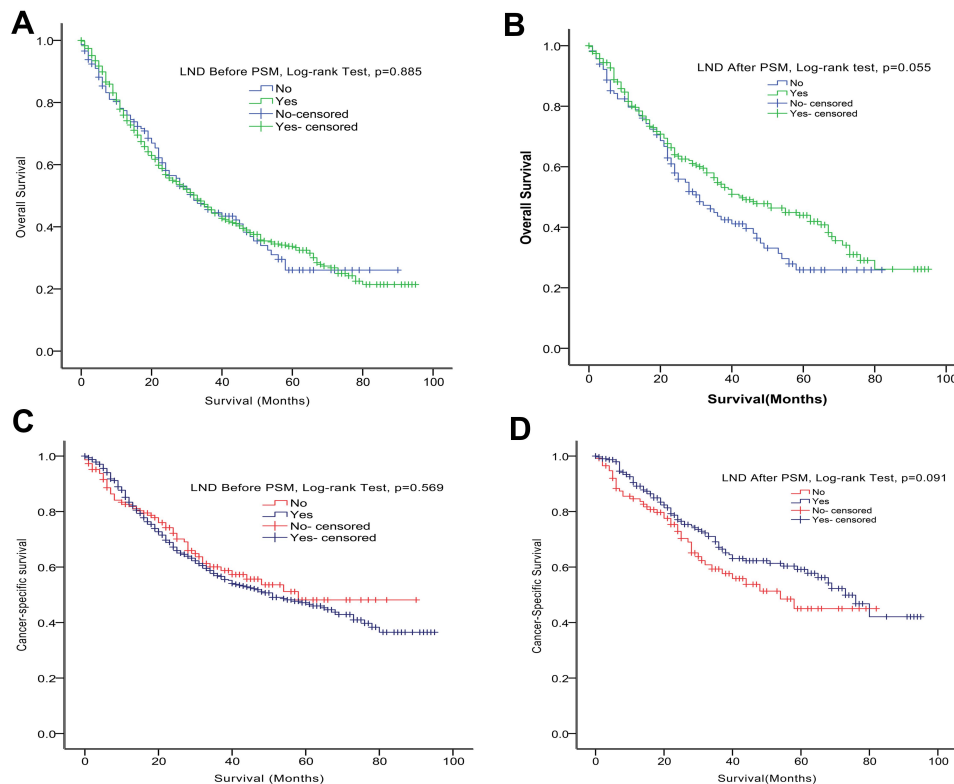 A
LND Before PSM, Log-rank Test, p=0.885
No
Yes
No-censored
Yes- censored
1.0
0.8
0.6
0.4
0.2
0.0
Overall Survival
0 20 40 60 80 100
Survival (Months)
B
LND After PSM, Log-rank test, p=0.055
No
Yes
No- censored
Yes- censored
1.0
0.8
0.6
0.4
0.2
0.0
Overall Survival
0 20 40 60 80 100
Survival(Months)
C
LND Before PSM, Log-rank Test, p=0.569
No
Yes
No- censored
Yes- censored
1.0
0.8
0.6
0.4
0.2
0.0
Cancer-specific survival
0 20 40 60 80 100
Survival (Months)
D
LND After PSM, Log-rank Test, p=0.091
No
Yes
No- censored
Yes- censored
1.0
0.8
0.6
0.4
0.2
0.0
Cancer-Specific Survival
0 20 40 60 80 100
Survival(Months)